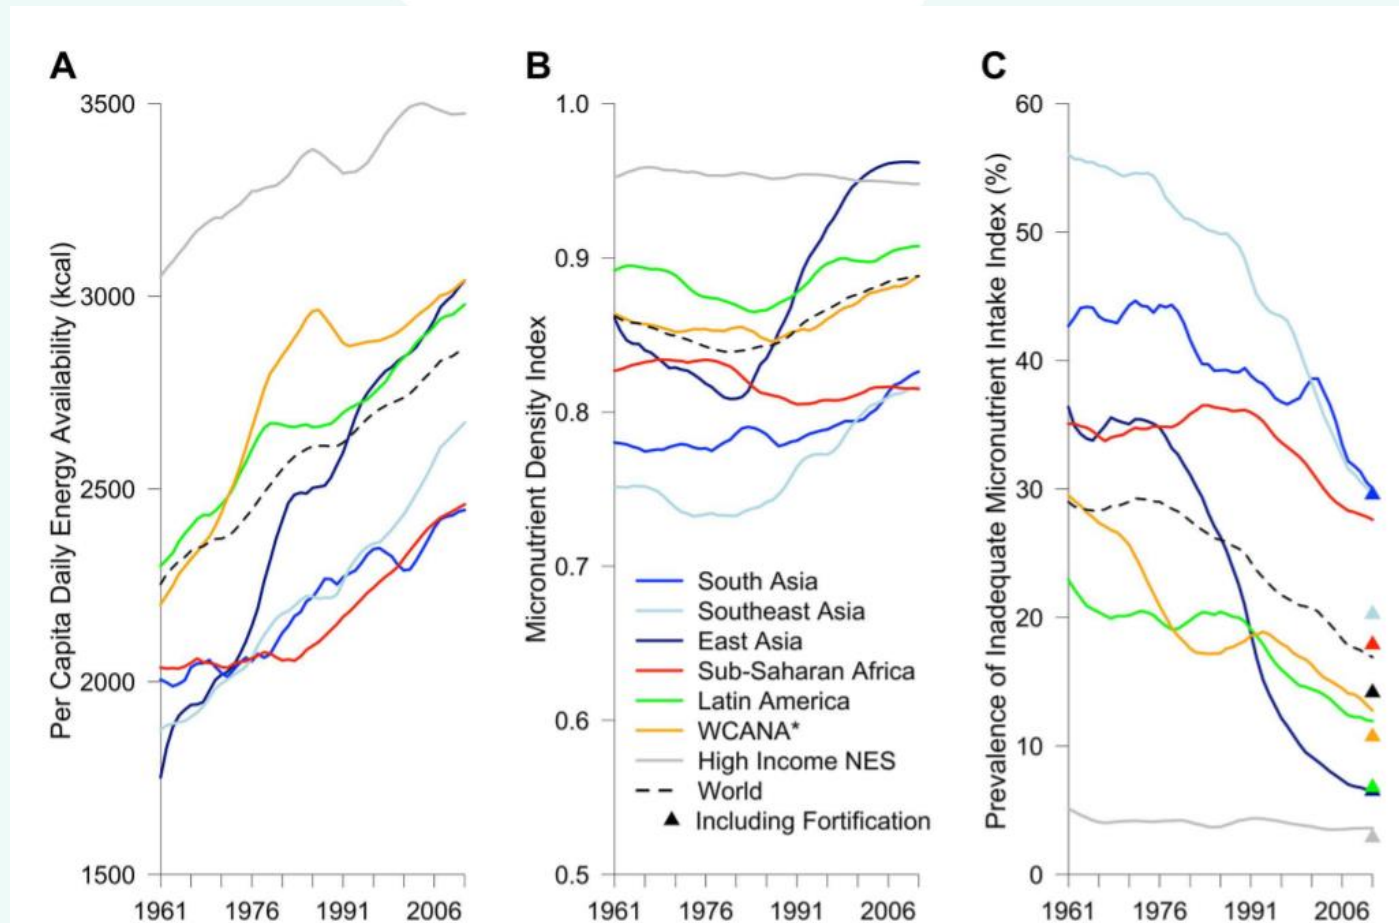 A
Per Capita Daily Energy Availability (kcal)
3500
3000
2500
2000
1500
1961 1976 1991 2006
B
Micronutrient Density Index
1.0
0.9
0.8
0.7
0.6
0.5
1961 1976 1991 2006
South Asia
Southeast Asia
East Asia
Sub-Saharan Africa
Latin America
WCANA*
High Income NES
World
Including Fortification
C
Prevalence of Inadequate Micronutrient Intake Index (%)
60
50
40
30
20
10
0
1961 1976 1991 2006